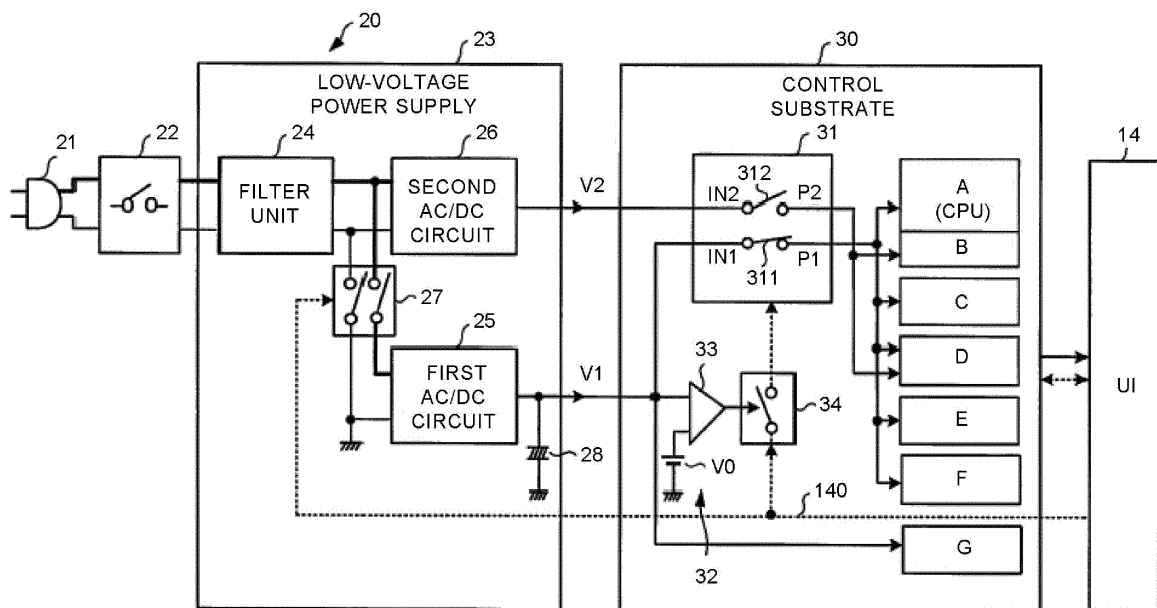 20
23
30
LOW-VOLTAGE
POWER SUPPLY
CONTROL
SUBSTRATE
21
22
24
26
31
14
FILTER
UNIT
SECOND
AC/DC
CIRCUIT
V2
312
IN2
P2
IN1
P1
311
A
(CPU)
B
C
D
E
F
G
27
25
FIRST
AC/DC
CIRCUIT
V1
28
33
34
V0
32
140
UI